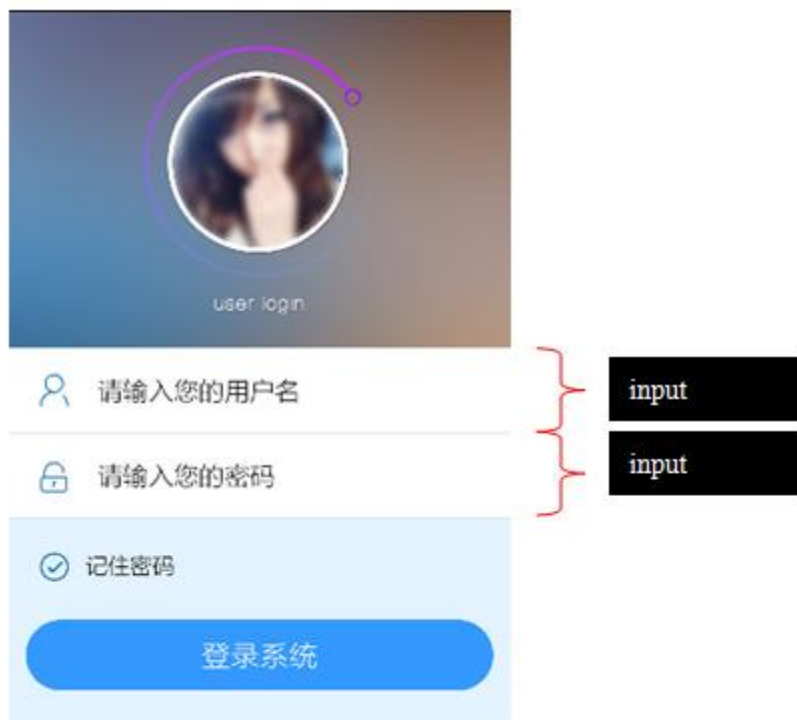 user login
请输入您的用户名
input
请输入您的密码
input
记住密码
登录系统